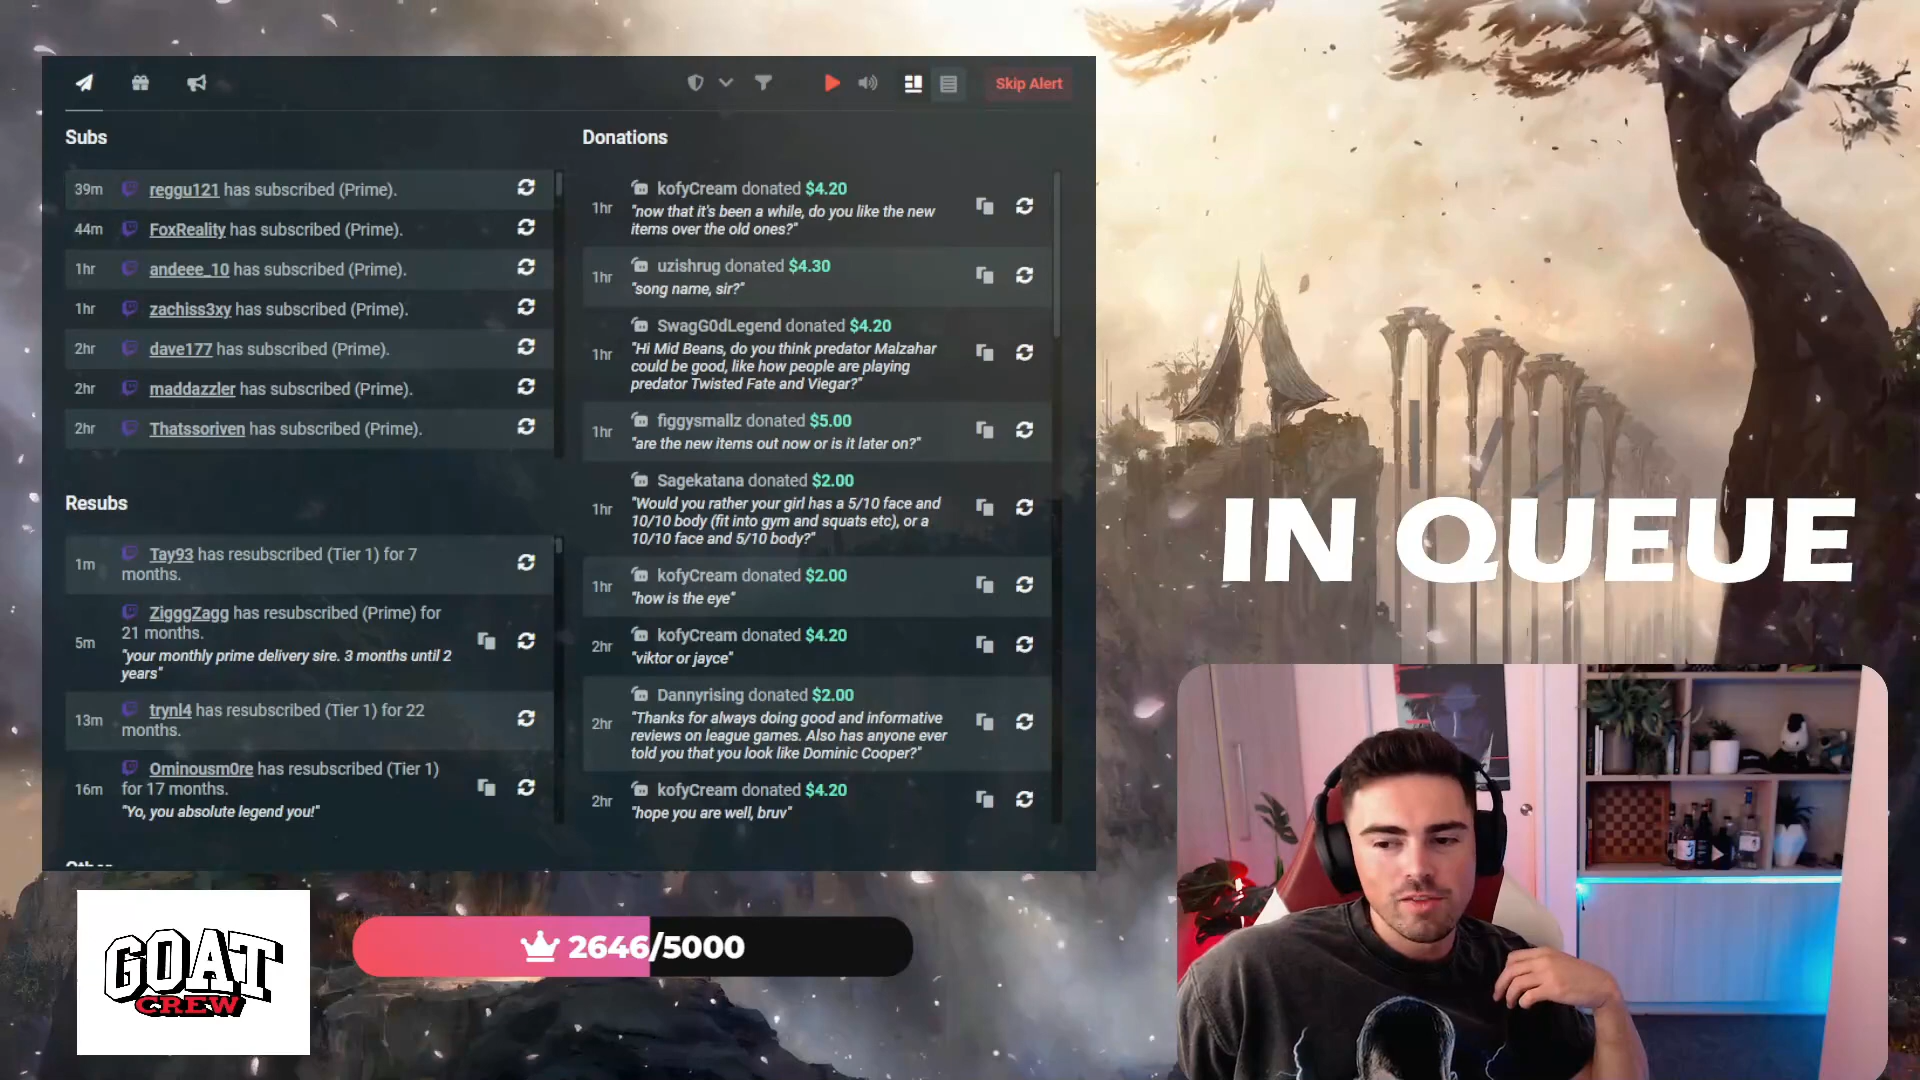 Skip Alert
Subs
39m reggu121 has subscribed (Prime).
44m FoxReality has subscribed (Prime).
1hr andeee_10 has subscribed (Prime).
1hr zachiss3xy has subscribed (Prime).
2hr dave177 has subscribed (Prime).
2hr maddazzler has subscribed (Prime).
2hr Thatssoriven has subscribed (Prime).
Resubs
1m Tay93 has resubscribed (Tier 1) for 7
months.
5m ZigggZagg has resubscribed (Prime) for
21 months.
"your monthly prime delivery sire. 3 months until 2
years"
13m trynl4 has resubscribed (Tier 1) for 22
months.
16m Ominousm0re has resubscribed (Tier 1)
for 17 months.
"Yo, you absolute legend you!"
Donations
1hr kofyCream donated $4.20
"now that it's been a while, do you like the new
items over the old ones?"
1hr uzishrug donated $4.30
"song name, sir?"
1hr SwagG0dLegend donated $4.20
"Hi Mid Beans, do you think predator Malzahar
could be good, like how people are playing
predator Twisted Fate and Viegar?"
1hr figgysmallz donated $5.00
"are the new items out now or is it later on?"
1hr Sagekatana donated $2.00
"Would you rather your girl has a 5/10 face and
10/10 body (fit into gym and squats etc), or a
10/10 face and 5/10 body?"
1hr kofyCream donated $2.00
"how is the eye"
2hr kofyCream donated $4.20
"viktor or jayce"
2hr Dannyrising donated $2.00
"Thanks for always doing good and informative
reviews on league games. Also has anyone ever
told you that you look like Dominic Cooper?"
2hr kofyCream donated $4.20
"hope you are well, bruv"
IN QUEUE
GOAT
CREW
2646/5000